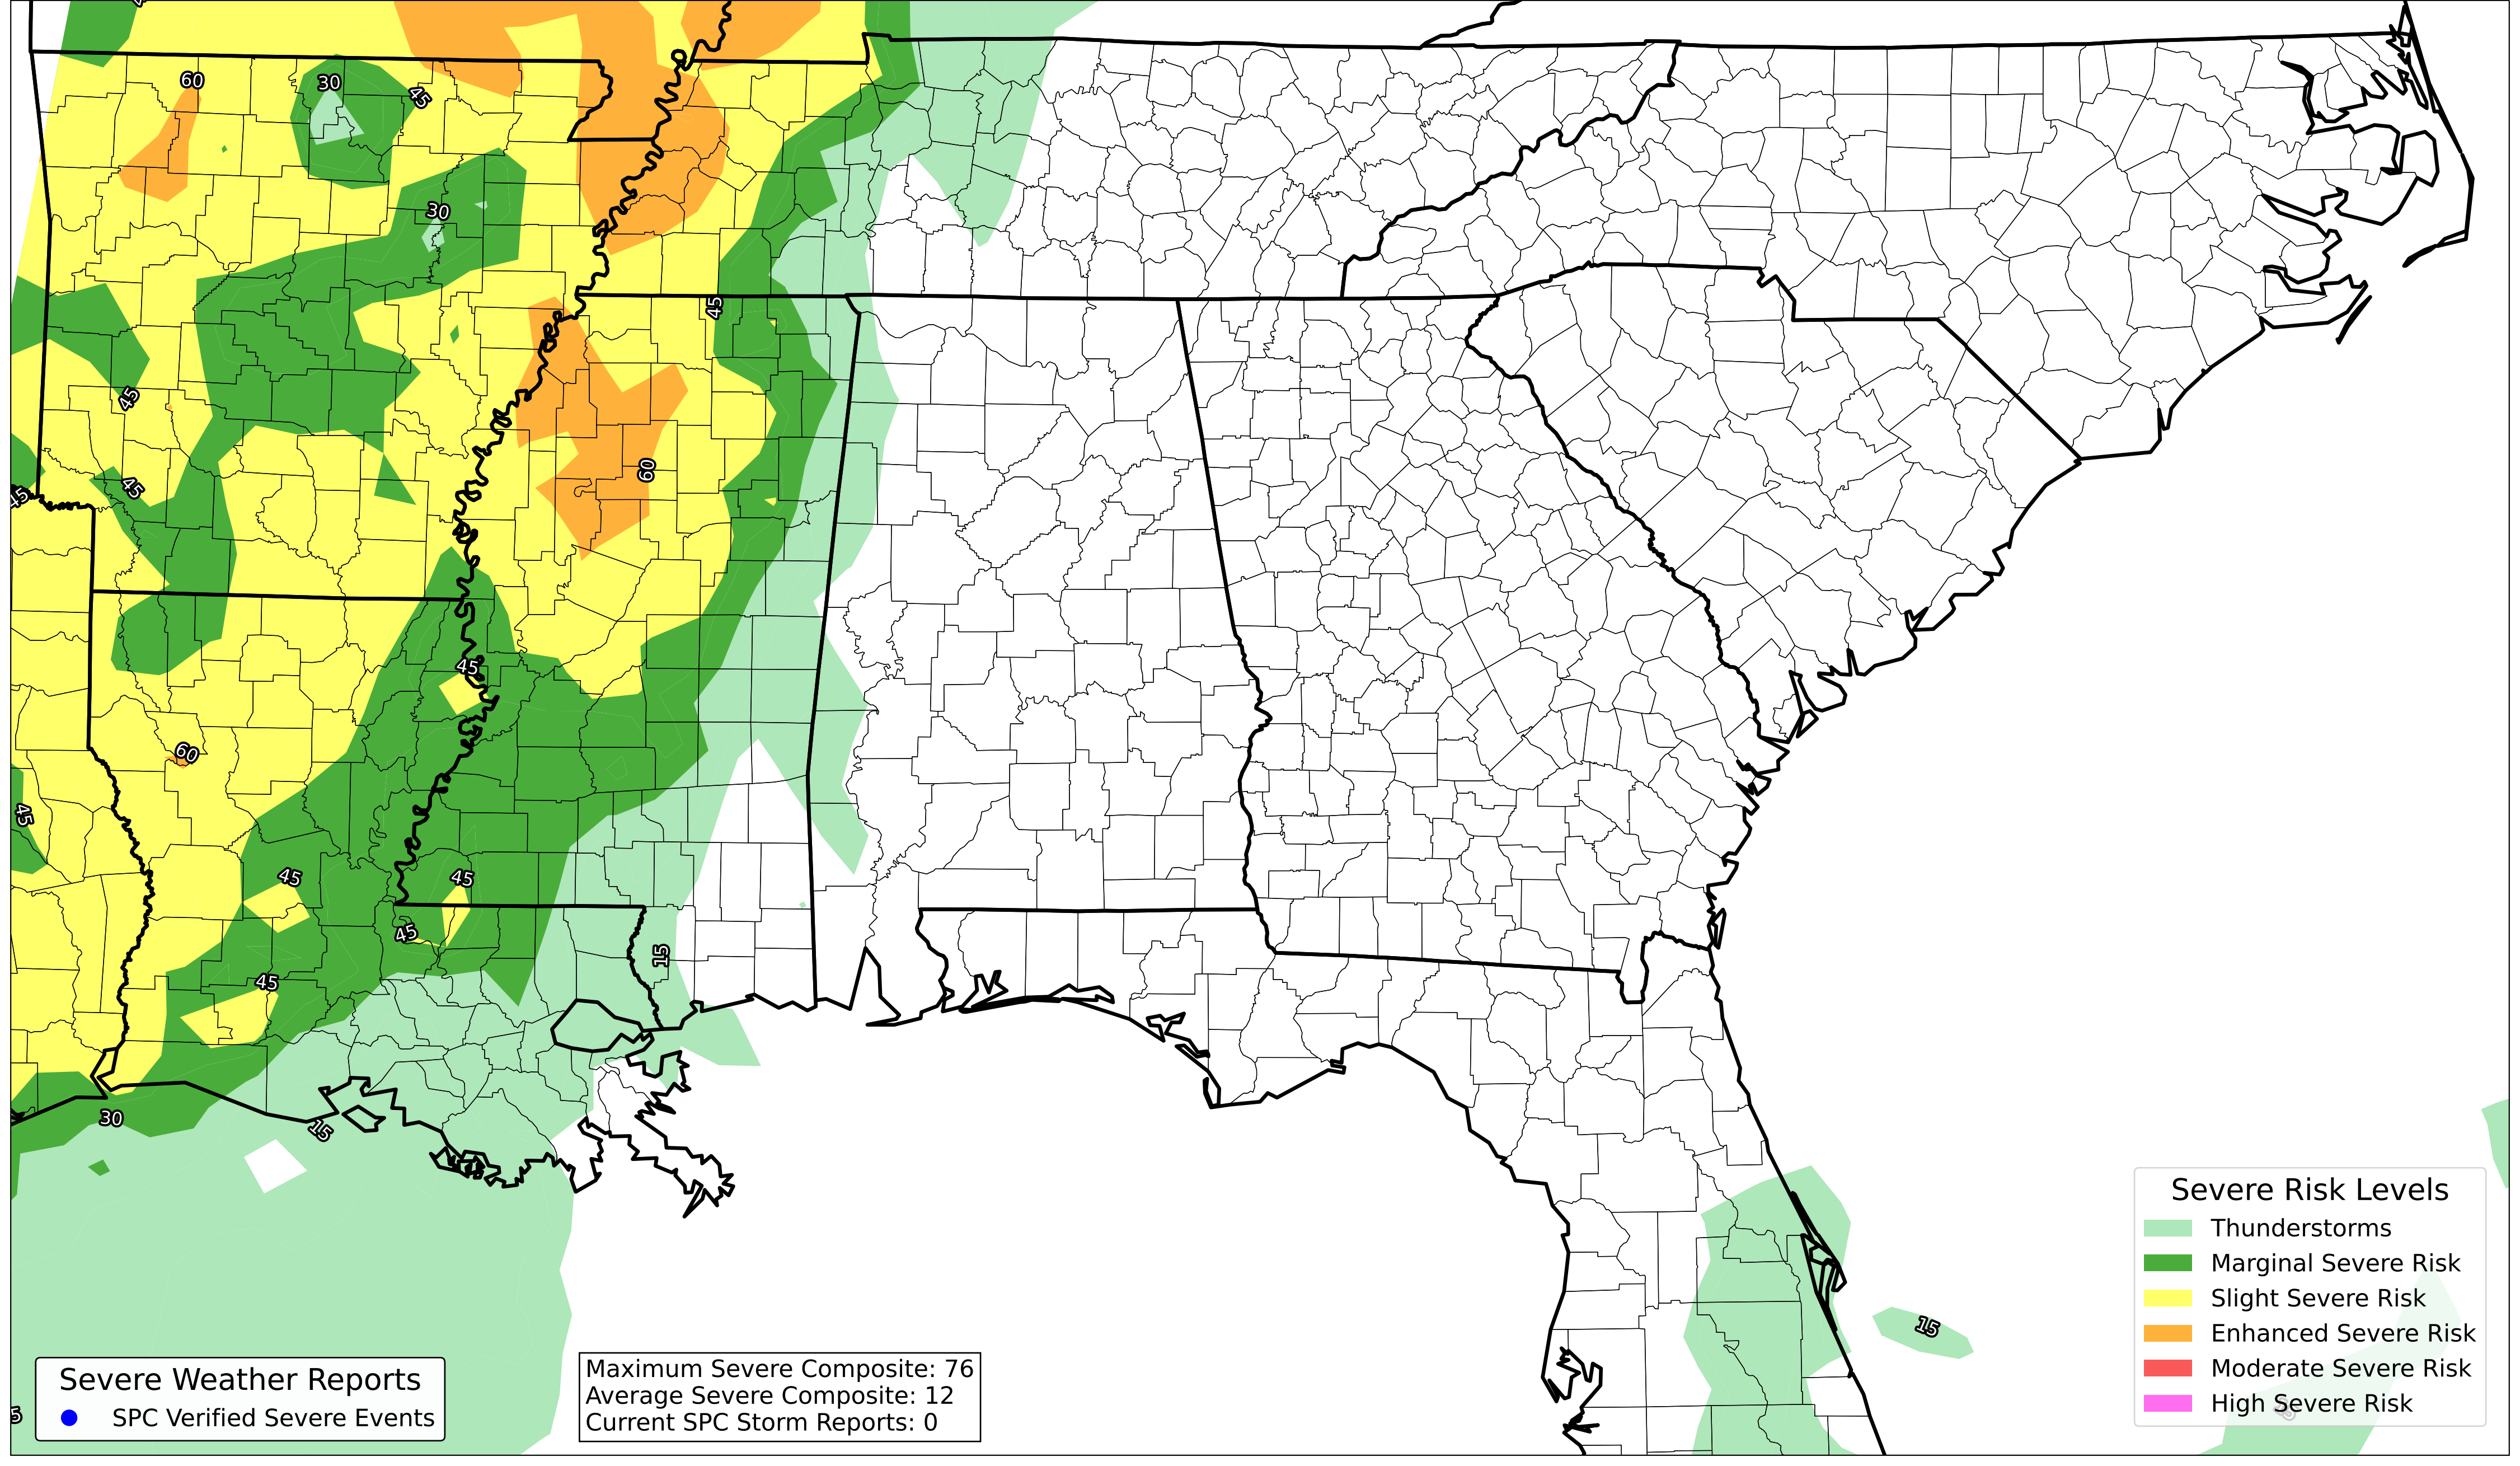 60
30
45
30
45
45
45
60
15
45
60
45
45
45
45
45
15
30
15
15
Severe Risk Levels
Thunderstorms
Marginal Severe Risk
Slight Severe Risk
Enhanced Severe Risk
Moderate Severe Risk
High Severe Risk
Severe Weather Reports
SPC Verified Severe Events
Maximum Severe Composite: 76
Average Severe Composite: 12
Current SPC Storm Reports: 0